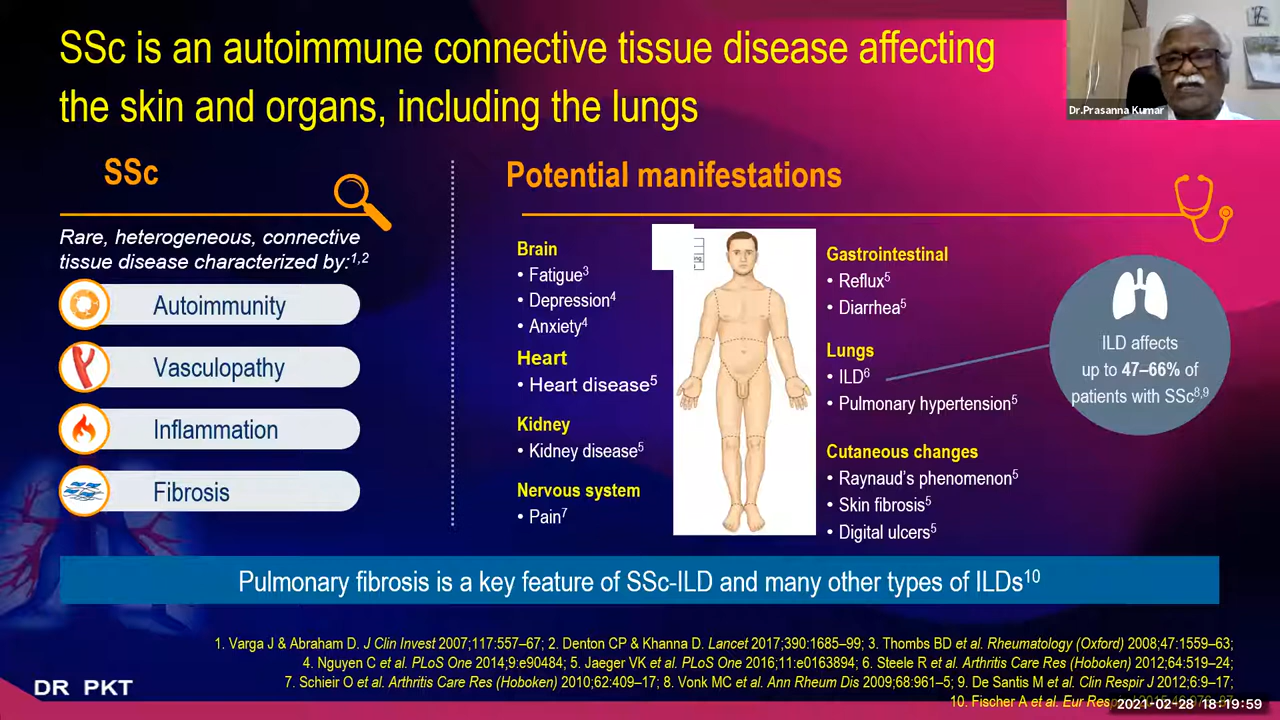 SSc is an autoimmune connective tissue disease affecting
the skin and organs, including the lungs
Dr.Prasanna Kumar
SSc
Rare, heterogeneous, connective
tissue disease characterized by:1,2
Autoimmunity
Vasculopathy
Inflammation
Fibrosis
Potential manifestations
Brain
• Fatigue3
• Depression4
• Anxiety4
Heart
• Heart disease5
Kidney
• Kidney disease5
Nervous system
• Pain7
Gastrointestinal
• Reflux5
• Diarrhea5
Lungs
• ILD6
• Pulmonary hypertension5
Cutaneous changes
• Raynaud's phenomenon5
• Skin fibrosis5
• Digital ulcers5
ILD affects
up to 47–66% of
patients with SSc8,9
Pulmonary fibrosis is a key feature of SSc-ILD and many other types of ILDs10
1. Varga J & Abraham D. J Clin Invest 2007;117:557–67; 2. Denton CP & Khanna D. Lancet 2017;390:1685–99; 3. Thombs BD et al. Rheumatology (Oxford) 2008;47:1559–63;
4. Nguyen C et al. PLoS One 2014;9:e90484; 5. Jaeger VK et al. PLoS One 2016;11:e0163894; 6. Steele R et al. Arthritis Care Res (Hoboken) 2012;64:519–24;
7. Schieir O et al. Arthritis Care Res (Hoboken) 2010;62:409–17; 8. Vonk MC et al. Ann Rheum Dis 2009;68:961–5; 9. De Santis M et al. Clin Respir J 2012;6:9–17;
10. Fischer A et al. Eur
DR PKT
2021-02-28 18:19:59